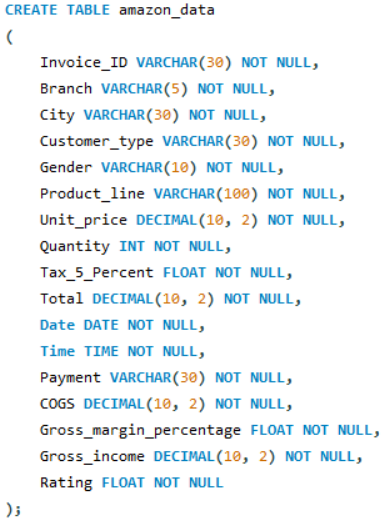 CREATE TABLE amazon_data
(
Invoice_ID VARCHAR(30) NOT NULL,
Branch VARCHAR(5) NOT NULL,
City VARCHAR(30) NOT NULL,
Customer_type VARCHAR(30) NOT NULL,
Gender VARCHAR(10) NOT NULL,
Product_line VARCHAR(100) NOT NULL,
Unit_price DECIMAL(10, 2) NOT NULL,
Quantity INT NOT NULL,
Tax_5_Percent FLOAT NOT NULL,
Total DECIMAL(10, 2) NOT NULL,
Date DATE NOT NULL,
Time TIME NOT NULL,
Payment VARCHAR(30) NOT NULL,
COGS DECIMAL(10, 2) NOT NULL,
Gross_margin_percentage FLOAT NOT NULL,
Gross_income DECIMAL(10, 2) NOT NULL,
Rating FLOAT NOT NULL
);